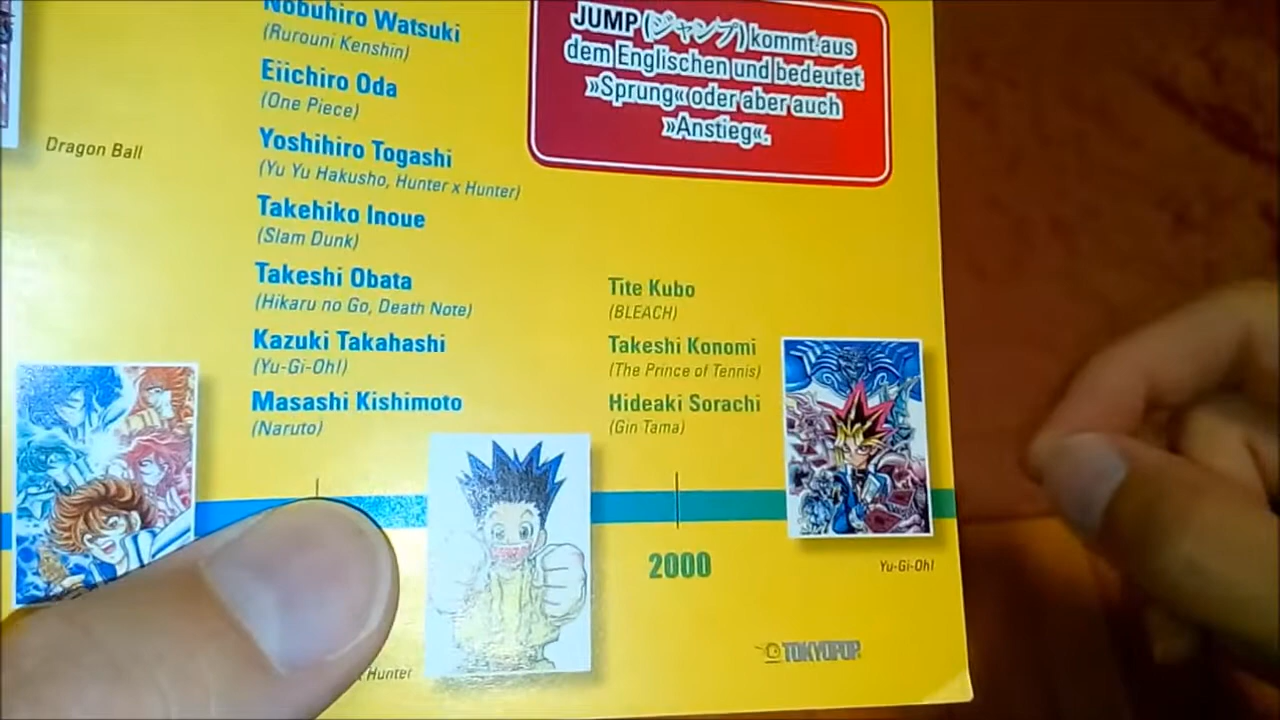 Nobuhiro Watsuki
(Rurouni Kenshin)
Eiichiro Oda
(One Piece)
Yoshihiro Togashi
(Yu Yu Hakusho, Hunter x Hunter)
Takehiko Inoue
(Slam Dunk)
Takeshi Obata
(Hikaru no Go, Death Note)
Kazuki Takahashi
(Yu-Gi-Oh!)
Masashi Kishimoto
(Naruto)
JUMP (ジャンプ) kommt aus
dem Englischen und bedeutet
»Sprung« oder aber auch
»Anstieg«.
Dragon Ball
Tite Kubo
(BLEACH)
Takeshi Konomi
(The Prince of Tennis)
Hideaki Sorachi
(Gin Tama)
2000
Yu-Gi-Oh!
TOKYOPOP
Hunter